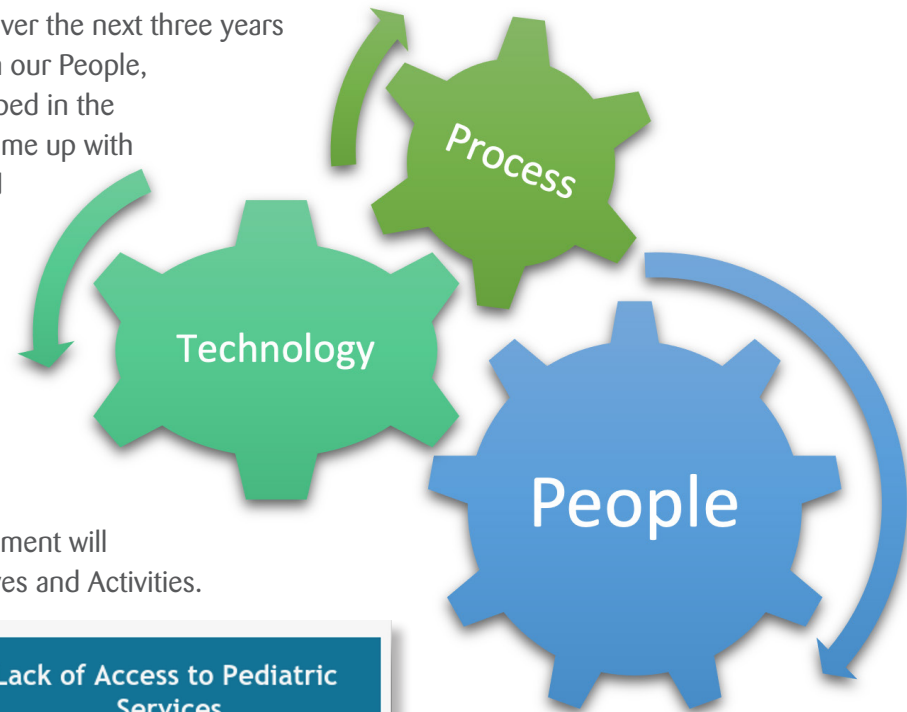 ver the next three years
our People,
ped in the
me up with
Process
Technology
People
ment will
es and Activities.
Lack of Access to Pediatric
Services